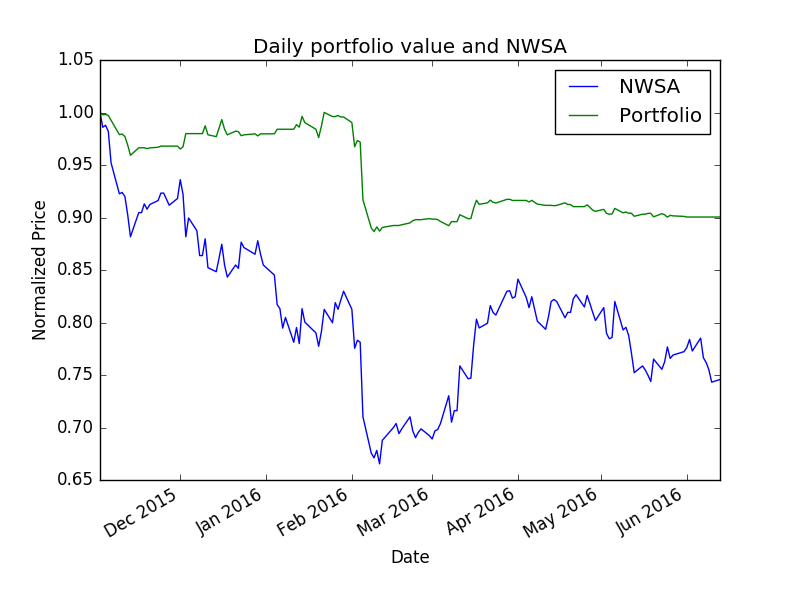 Daily portfolio value and NWSA
1.05
1.00
0.95
0.90
0.85
0.80
0.75
0.70
0.65
Normalized Price
NWSA
Portfolio
Dec 2015
Jan 2016
Feb 2016
Mar 2016
Apr 2016
May 2016
Jun 2016
Date